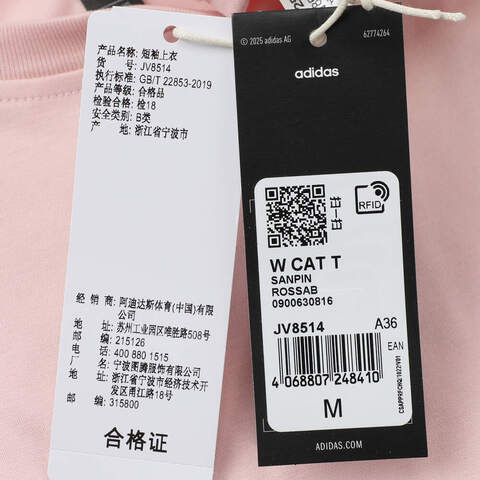 产品名称: 短袖上衣
货 号: JV8514
执行标准: GB/T 22853-2019
产品等级: 合格品
检验合格: 检18
安全类别: B类
产 地: 浙江省宁波市
经 销 商: 阿迪达斯体育(中国)有限
公司
地 址: 苏州工业园区唯胜路508号
邮 编: 215126
电 话: 400 880 1515
厂 名: 宁波图腾服饰有限公司
地 址: 浙江省宁波市经济技术开
发区甬江路18号
邮 编: 315800
合格证
© 2025 adidas AG
62774264
adidas
RFID
W CAT T
SANPIN
ROSSAB
0900630816
JV8514 A36
EAN
4 068807 248410
M
ADIDAS.COM